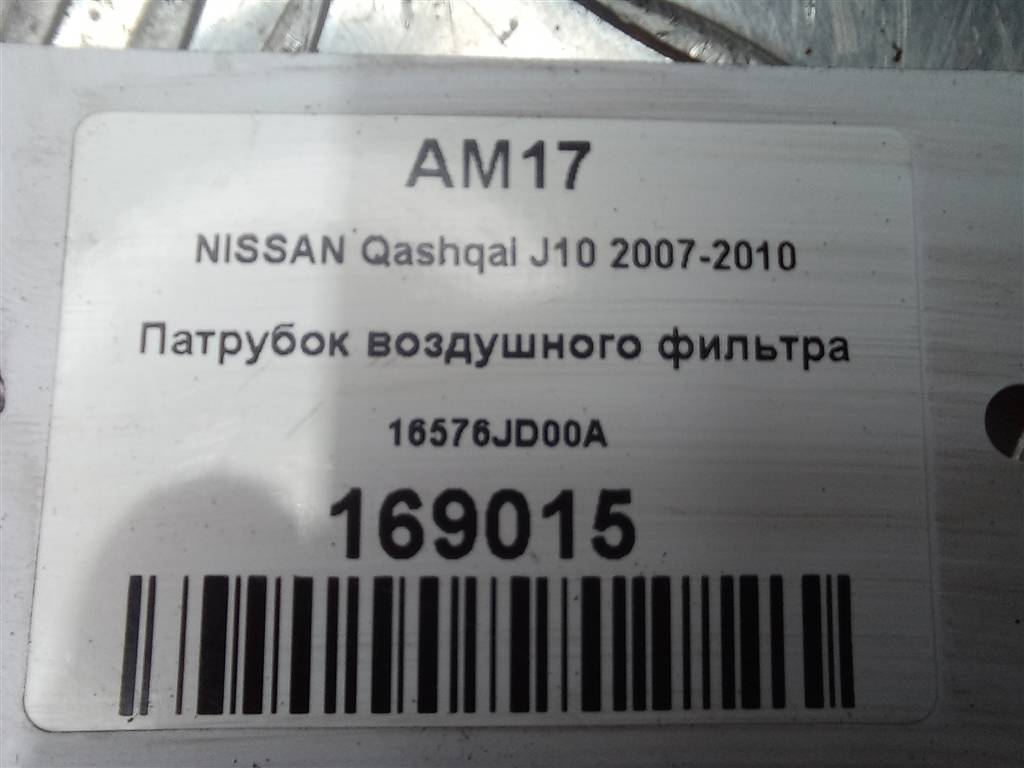 AM17
NISSAN Qashqai J10 2007-2010
Патрубок воздушного фильтра
16576JD00A
169015